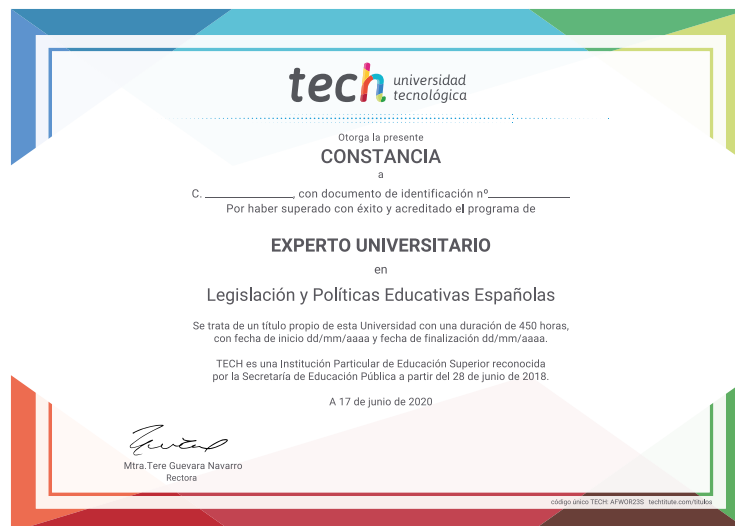 tech universidad
tecnológica
Otorga la presente
CONSTANCIA
a
C. ______________, con documento de identificación nº______________
Por haber superado con éxito y acreditado el programa de
EXPERTO UNIVERSITARIO
en
Legislación y Políticas Educativas Españolas
Se trata de un título propio de esta Universidad con una duración de 450 horas,
con fecha de inicio dd/mm/aaaa y fecha de finalización dd/mm/aaaa.
TECH es una Institución Particular de Educación Superior reconocida
por la Secretaría de Educación Pública a partir del 28 de junio de 2018.
A 17 de junio de 2020
Mtra.Tere Guevara Navarro
Rectora
código único TECH: AFWOR23S techtitute.com/titulos